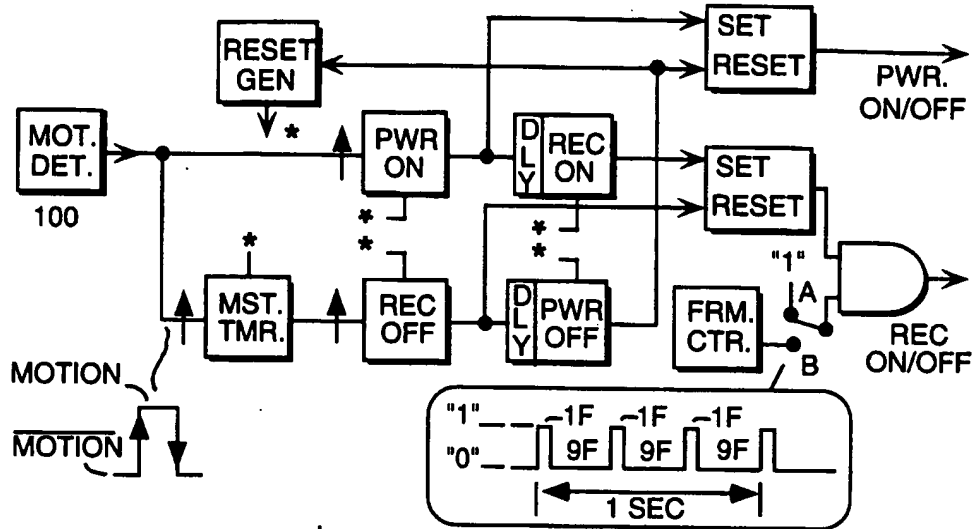 RESET
GEN
*
SET
RESET
PWR.
ON/OFF
MOT.
DET.
100
PWR
ON
DLY
REC
ON
SET
RESET
*
*
*
*
*
MST.
TMR.
REC
OFF
DLY
PWR
OFF
FRM.
CTR.
"1"
A
B
REC
ON/OFF
MOTION
MOTION
"1"
1F
1F
1F
"0"
9F
9F
9F
1 SEC